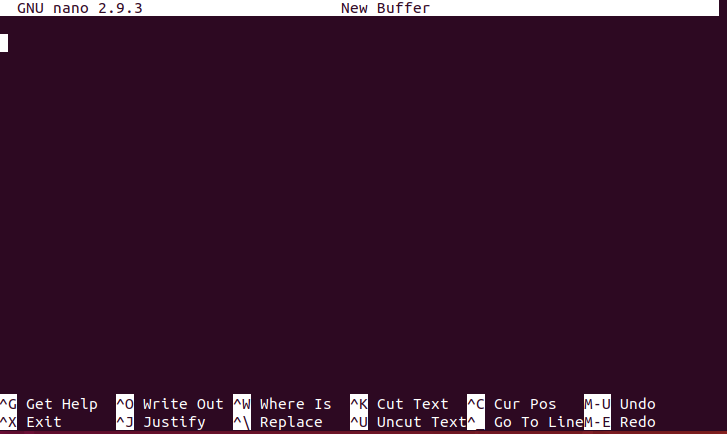 GNU nano 2.9.3 New Buffer
^G Get Help ^O Write Out ^W Where Is ^K Cut Text ^C Cur Pos M-U Undo
^X Exit ^J Justify ^\ Replace ^U Uncut Text ^_ Go To Line M-E Redo